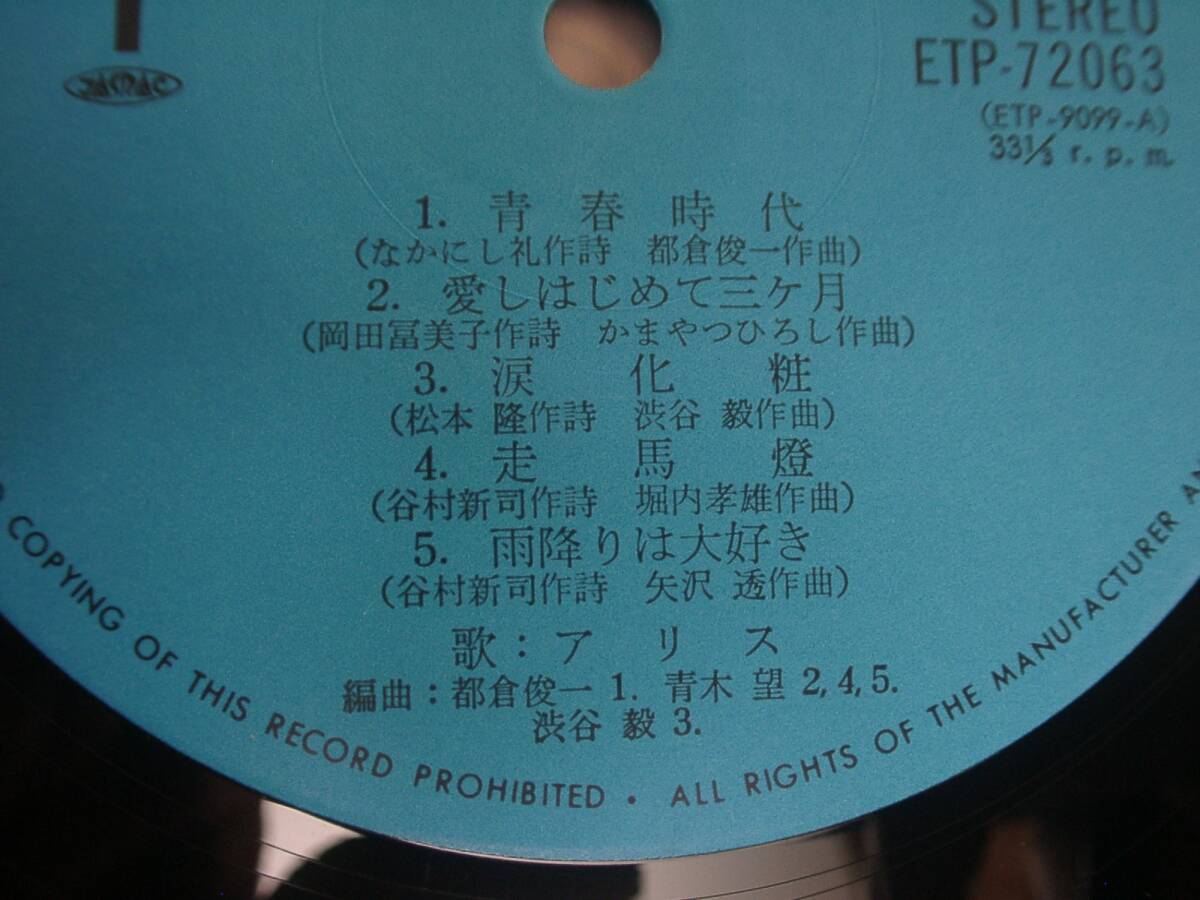 1
STEREO
ETP-72063
(ETP-9099-A)
33⅓ r.p.m.
1. 青春時代
(なかにし礼作詩 都倉俊一作曲)
2. 愛しはじめて三ケ月
(岡田冨美子作詩 かまやつひろし作曲)
3. 涙化粧
(松本 隆作詩 渋谷 毅作曲)
4. 走馬燈
(谷村新司作詩 堀内孝雄作曲)
5. 雨降りは大好き
(谷村新司作詩 矢沢 透作曲)
歌：アリス
編曲：都倉俊一 1. 青木 望 2,4,5.
渋谷 毅 3.
COPYING OF THIS RECORD PROHIBITED • ALL RIGHTS OF THE MANUFACTURER